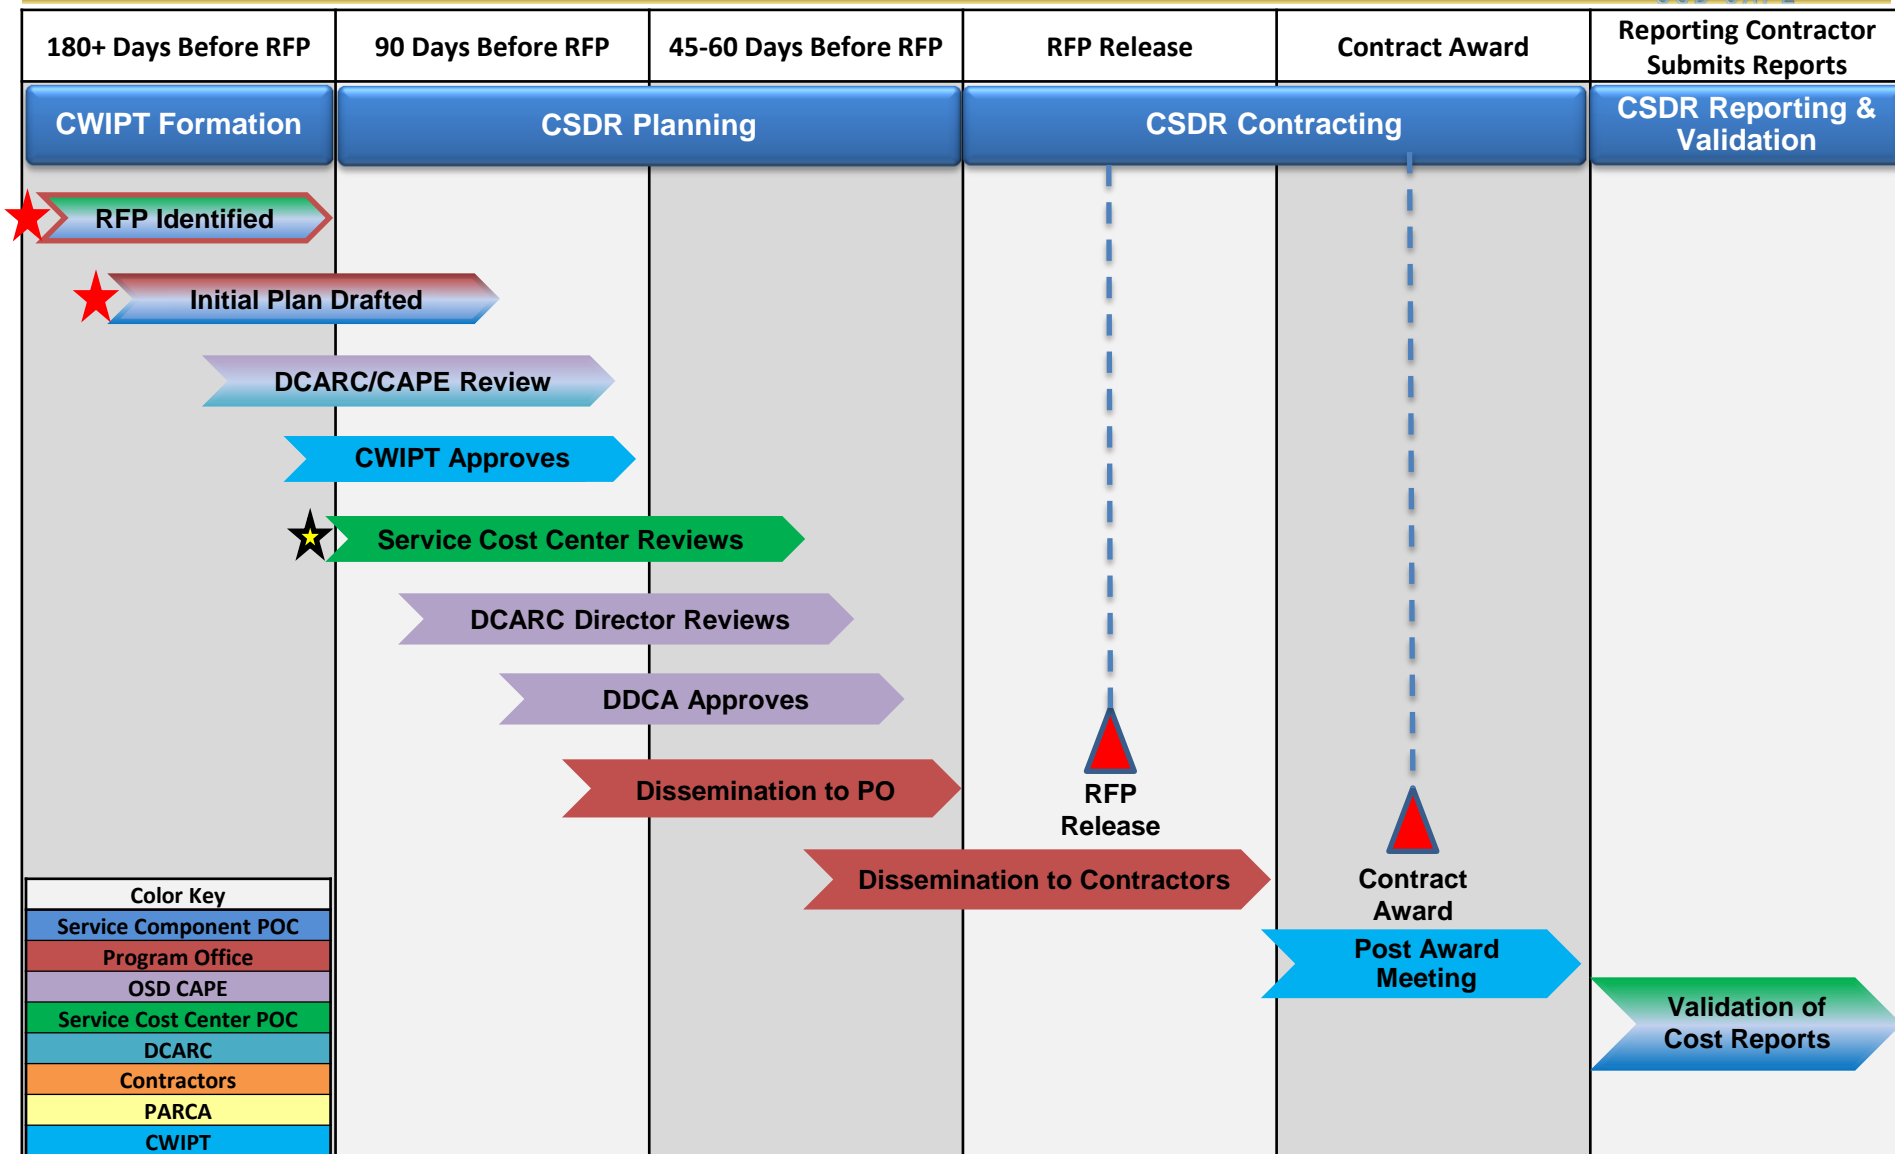 180+ Days Before RFP
90 Days Before RFP
45-60 Days Before RFP
RFP Release
Contract Award
Reporting Contractor
Submits Reports
CWIPT Formation
CSDR Planning
CSDR Contracting
CSDR Reporting &
Validation
RFP Identified
Initial Plan Drafted
DCARC/CAPE Review
CWIPT Approves
Service Cost Center Reviews
DCARC Director Reviews
DDCA Approves
Dissemination to PO
RFP
Release
Dissemination to Contractors
Contract
Award
Post Award
Meeting
Validation of
Cost Reports
Color Key
Service Component POC
Program Office
OSD CAPE
Service Cost Center POC
DCARC
Contractors
PARCA
CWIPT